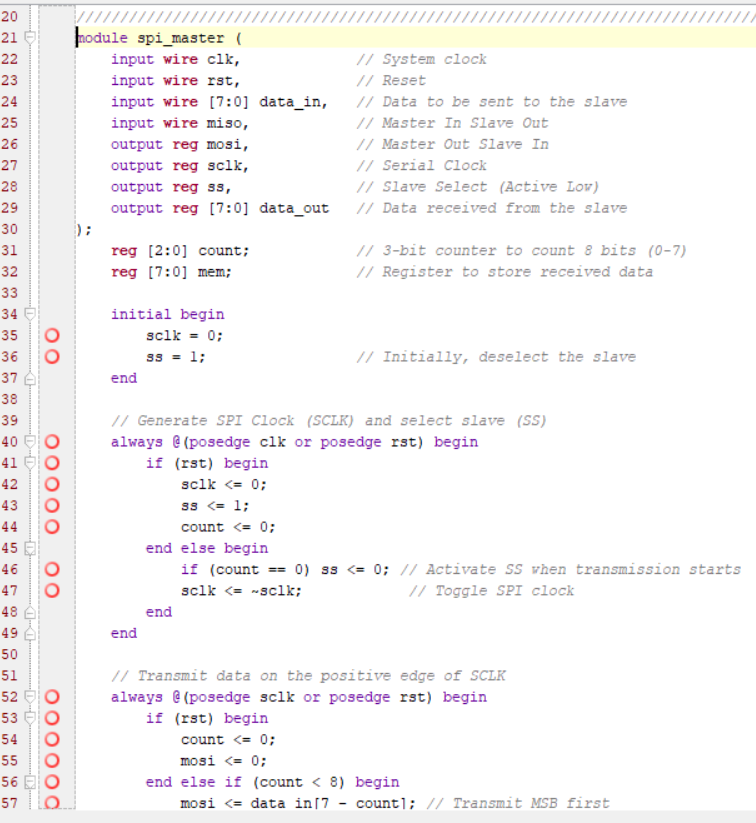 20 ////////////////////////////////////////////////////////////////////////////
21 module spi_master (
22 input wire clk, // System clock
23 input wire rst, // Reset
24 input wire [7:0] data_in, // Data to be sent to the slave
25 input wire miso, // Master In Slave Out
26 output reg mosi, // Master Out Slave In
27 output reg sclk, // Serial Clock
28 output reg ss, // Slave Select (Active Low)
29 output reg [7:0] data_out // Data received from the slave
30 );
31 reg [2:0] count; // 3-bit counter to count 8 bits (0-7)
32 reg [7:0] mem; // Register to store received data
33
34 initial begin
35 sclk = 0;
36 ss = 1; // Initially, deselect the slave
37 end
38
39 // Generate SPI Clock (SCLK) and select slave (SS)
40 always @(posedge clk or posedge rst) begin
41 if (rst) begin
42 sclk <= 0;
43 ss <= 1;
44 count <= 0;
45 end else begin
46 if (count == 0) ss <= 0; // Activate SS when transmission starts
47 sclk <= ~sclk; // Toggle SPI clock
48 end
49 end
50
51 // Transmit data on the positive edge of SCLK
52 always @(posedge sclk or posedge rst) begin
53 if (rst) begin
54 count <= 0;
55 mosi <= 0;
56 end else if (count < 8) begin
57 mosi <= data_in[7 - count]; // Transmit MSB first